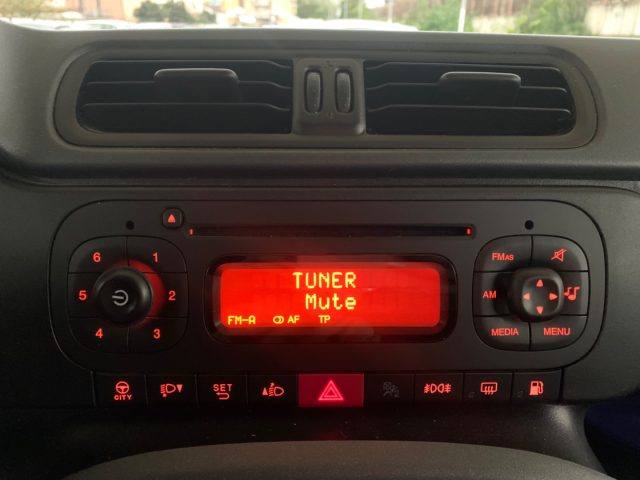 6 1
5 2
4 3
TUNER
Mute
FM-A AF TP
FMAS
AM
MEDIA MENU
CITY SET